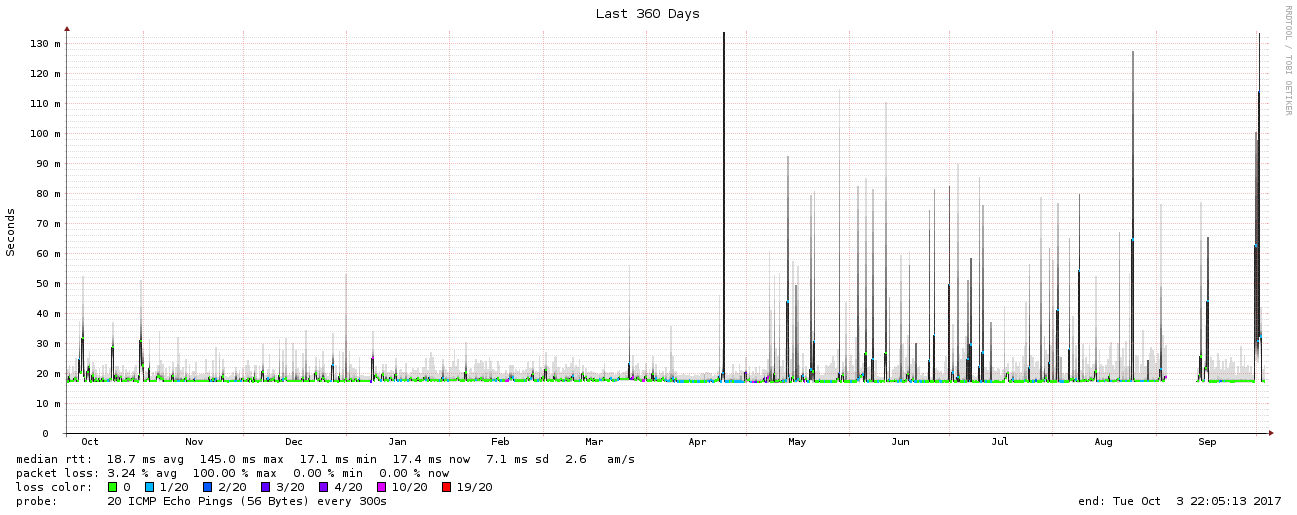 Last 360 Days
RRDTOOL / TOBI OETIKER
Seconds
130 m
120 m
110 m
100 m
90 m
80 m
70 m
60 m
50 m
40 m
30 m
20 m
10 m
0
Oct Nov Dec Jan Feb Mar Apr May Jun Jul Aug Sep
median rtt: 18.7 ms avg 145.0 ms max 17.1 ms min 17.4 ms now 7.1 ms sd 2.6 am/s
packet loss: 3.24 % avg 100.00 % max 0.00 % min 0.00 % now
loss color: 0 1/20 2/20 3/20 4/20 10/20 19/20
probe: 20 ICMP Echo Pings (56 Bytes) every 300s end: Tue Oct 3 22:05:13 2017